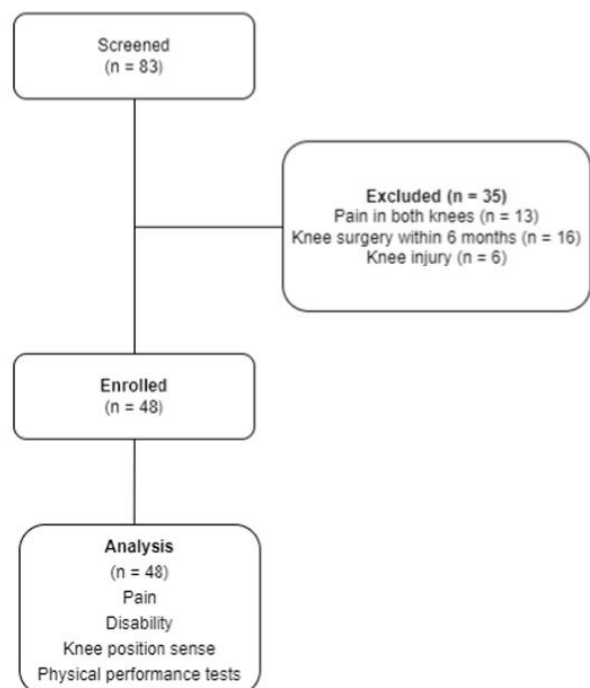 Screened
(n = 83)
Excluded (n = 35)
Pain in both knees (n = 13)
Knee surgery within 6 months (n = 16)
Knee injury (n = 6)
Enrolled
(n = 48)
Analysis
(n = 48)
Pain
Disability
Knee position sense
Physical performance tests